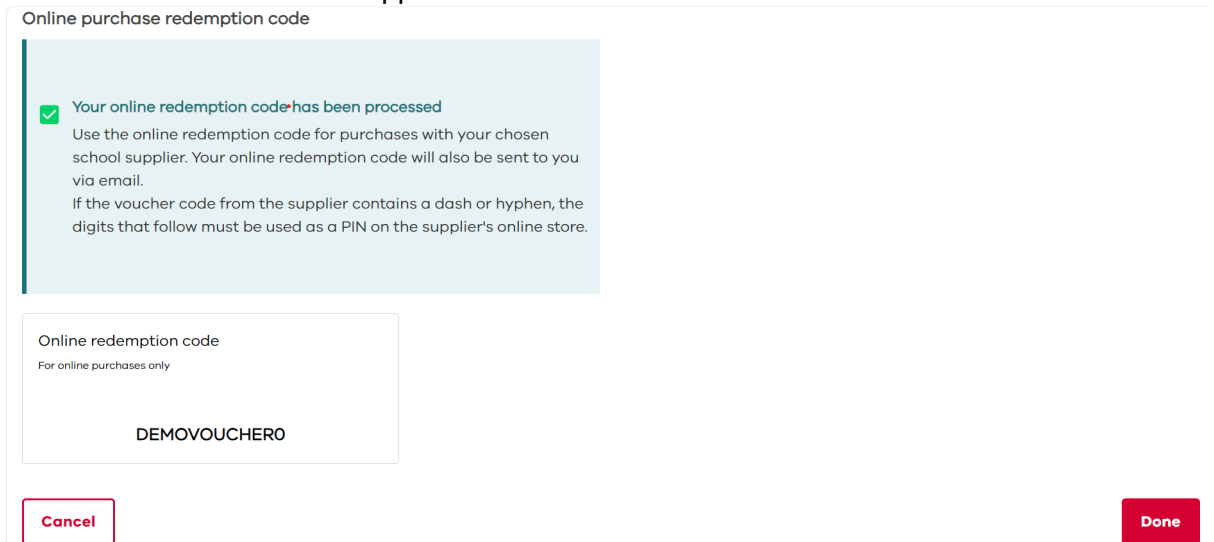 Online purchase redemption code
Your online redemption code has been processed
Use the online redemption code for purchases with your chosen
school supplier. Your online redemption code will also be sent to you
via email.
If the voucher code from the supplier contains a dash or hyphen, the
digits that follow must be used as a PIN on the supplier's online store.
Online redemption code
For online purchases only
DEMOVOUCHER0
Cancel
Done